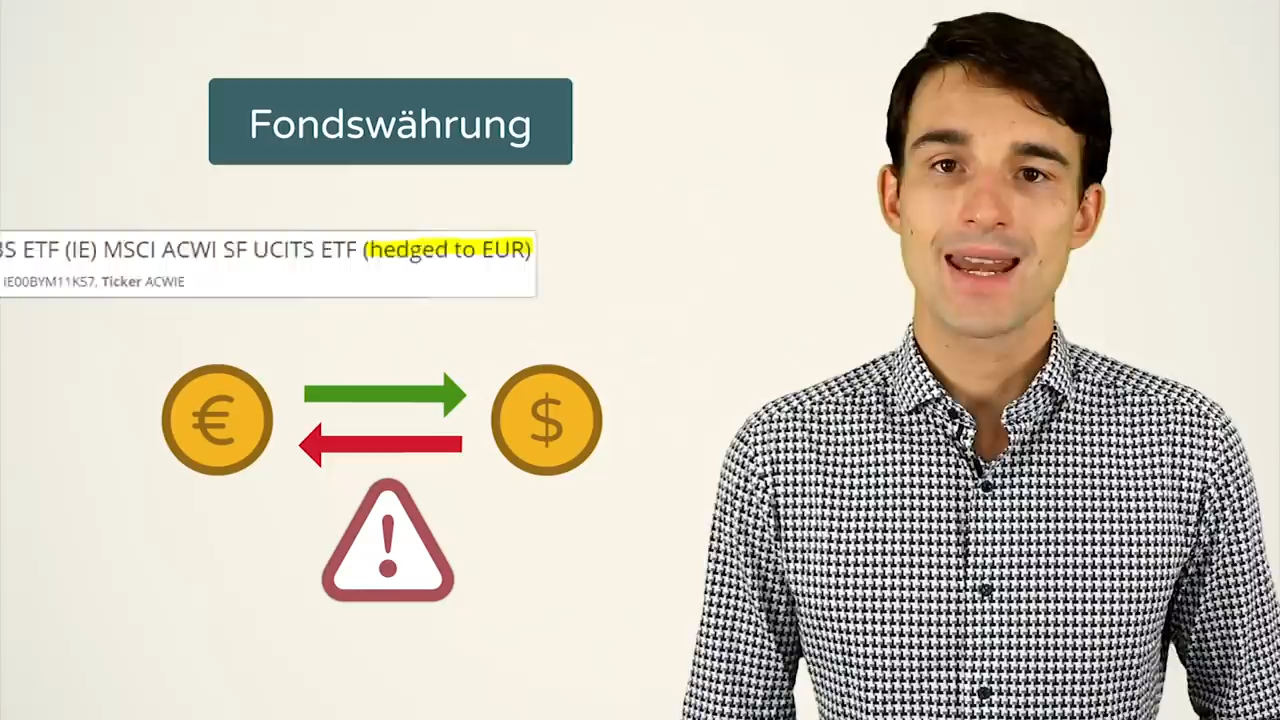 Fondswährung
ETF (IE) MSCI ACWI SF UCITS ETF (hedged to EUR)
IE00BYM11K57, Ticker ACWIE
€
$
!